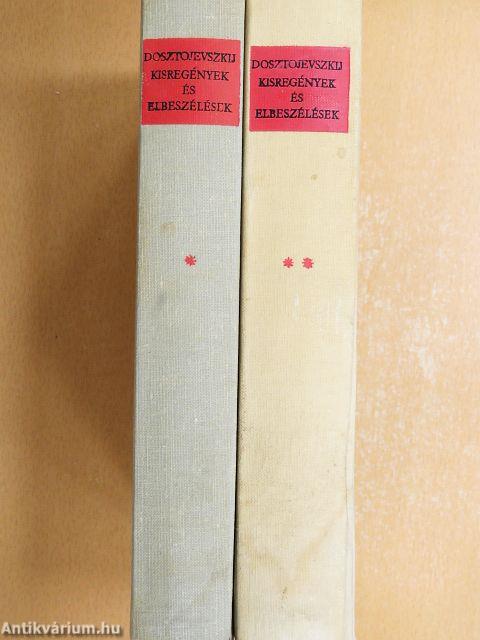 DOSZTOJEVSZKIJ
KISREGÉNYEK
ÉS
ELBESZÉLÉSEK
*
DOSZTOJEVSZKIJ
KISREGÉNYEK
ÉS
ELBESZÉLÉSEK
* *
Antikvárium.hu